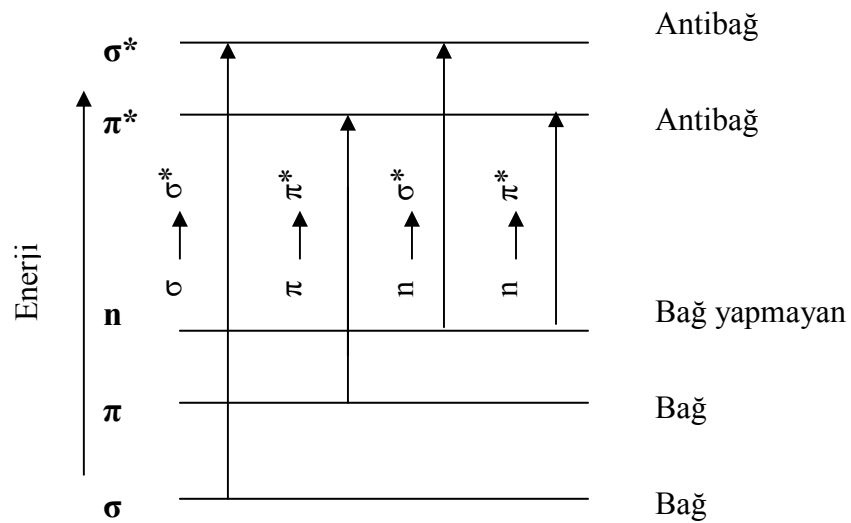 σ* Antibağ
π* Antibağ
σ → σ*
π → π*
n → σ*
n → π*
Enerji
n Bağ yapmayan
π Bağ
σ Bağ